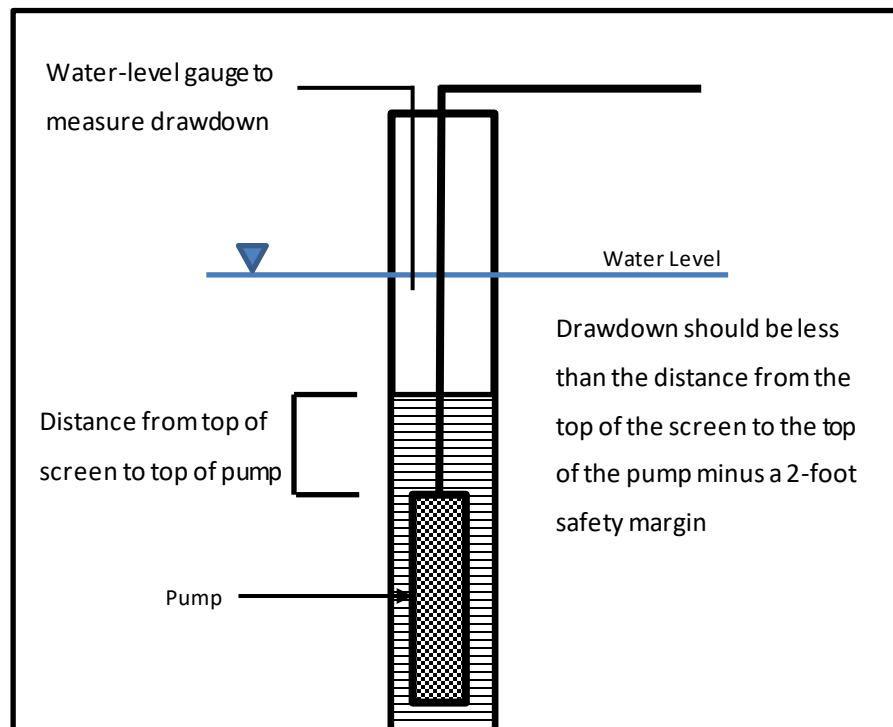 Water-level gauge to
measure drawdown
Water Level
Drawdown should be less
than the distance from the
top of the screen to the top
of the pump minus a 2-foot
safety margin
Distance from top of
screen to top of pump
Pump